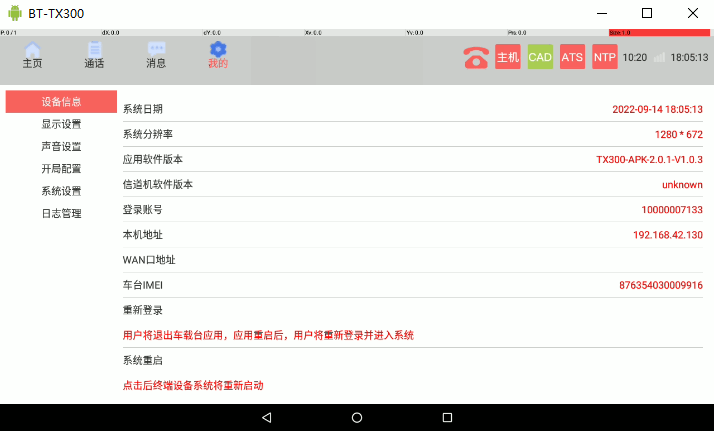 BT-TX300
P: 0 / 1 dX: 0.0 dY: 0.0 Xv: 0.0 Yv: 0.0 Prs: 0.0 Size: 1.0
主页 通话 消息 我的 主机 CAD ATS NTP 10:20 18:05:13
设备信息
显示设置
声音设置
开局配置
系统设置
日志管理
系统日期 2022-09-14 18:05:13
系统分辨率 1280 * 672
应用软件版本 TX300-APK-2.0.1-V1.0.3
信道机软件版本 unknown
登录账号 10000007133
本机地址 192.168.42.130
WAN口地址
车台IMEI 876354030009916
重新登录
用户将退出车载台应用，应用重启后，用户将重新登录并进入系统
系统重启
点击后终端设备系统将重新启动